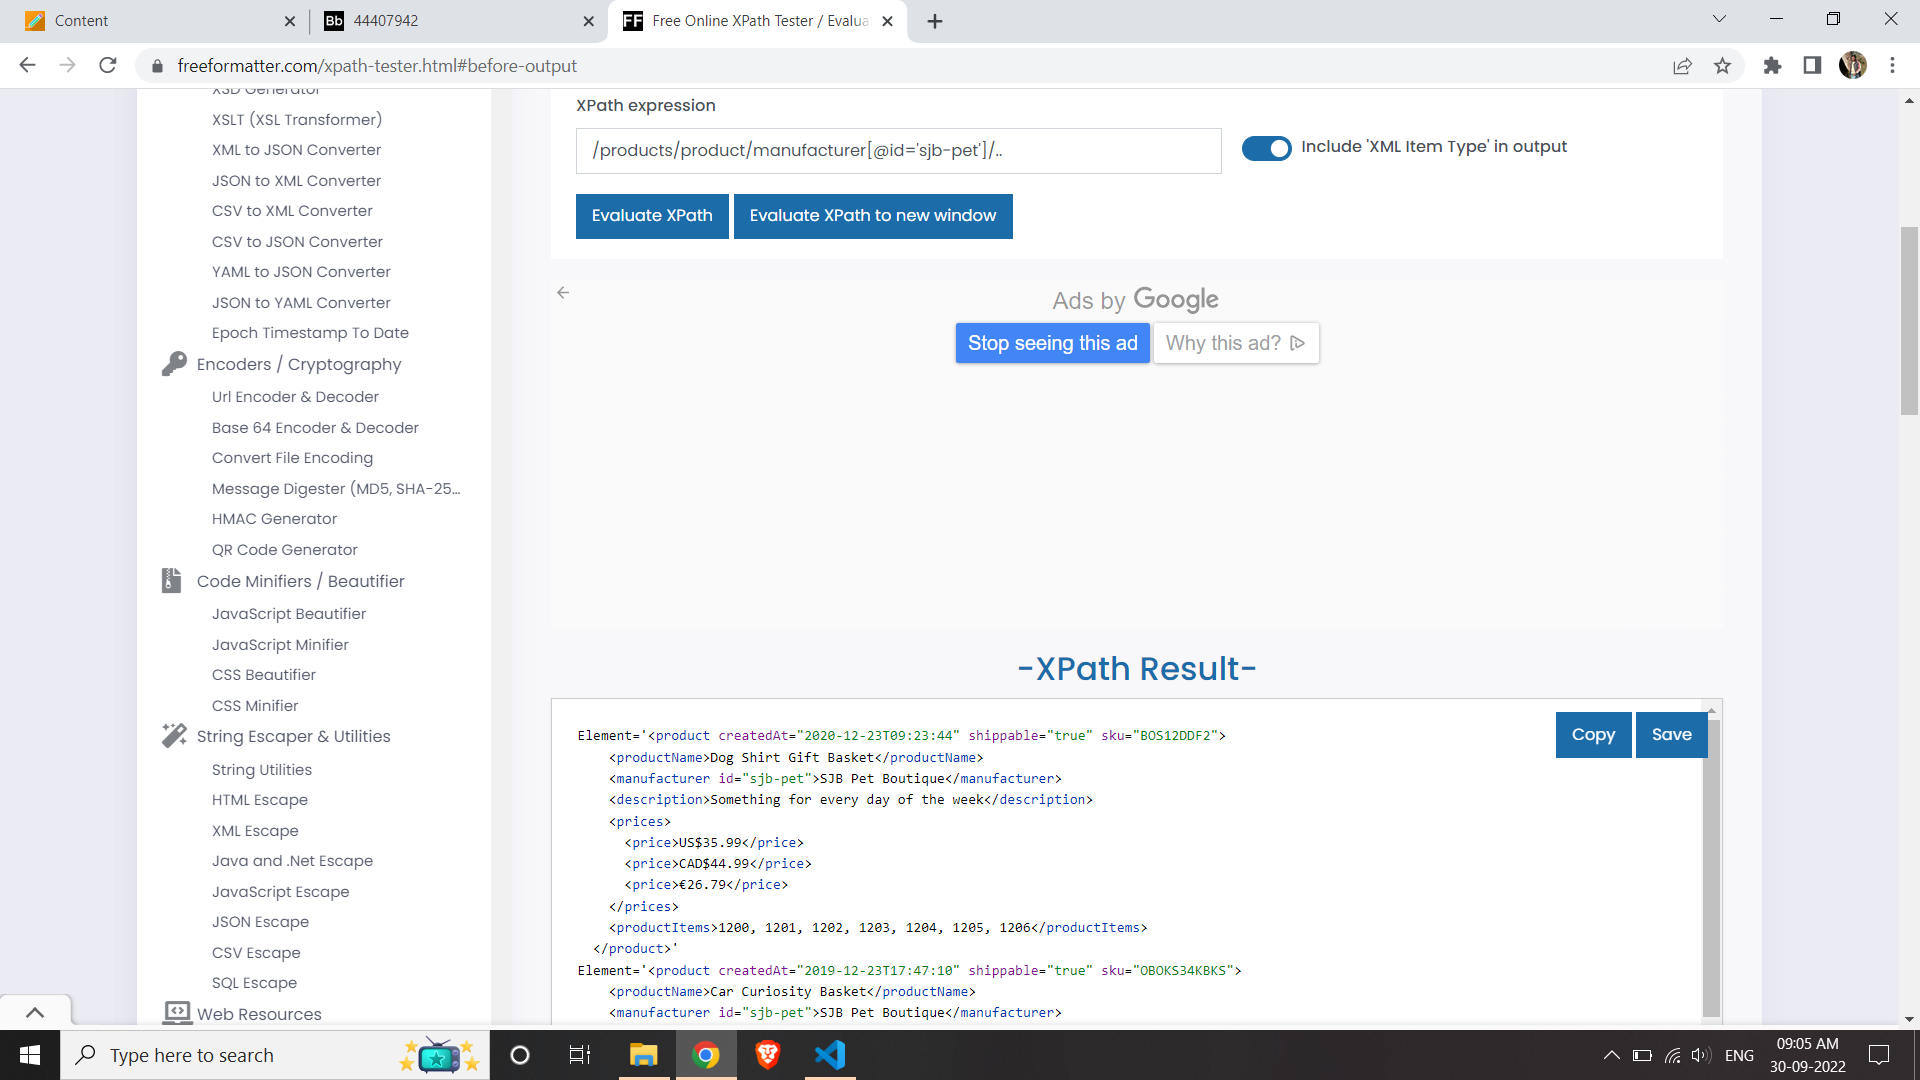 Content
Bb 44407942
FF Free Online XPath Tester / Evalua
freeformatter.com/xpath-tester.html#before-output
XSD Generator
XSLT (XSL Transformer)
XML to JSON Converter
JSON to XML Converter
CSV to XML Converter
CSV to JSON Converter
YAML to JSON Converter
JSON to YAML Converter
Epoch Timestamp To Date
Encoders / Cryptography
Url Encoder & Decoder
Base 64 Encoder & Decoder
Convert File Encoding
Message Digester (MD5, SHA-25...
HMAC Generator
QR Code Generator
Code Minifiers / Beautifier
JavaScript Beautifier
JavaScript Minifier
CSS Beautifier
CSS Minifier
String Escaper & Utilities
String Utilities
HTML Escape
XML Escape
Java and .Net Escape
JavaScript Escape
JSON Escape
CSV Escape
SQL Escape
Web Resources
XPath expression
/products/product/manufacturer[@id='sjb-pet']/..
Include 'XML Item Type' in output
Evaluate XPath
Evaluate XPath to new window
Ads by Google
Stop seeing this ad
Why this ad?
-XPath Result-
Copy
Save
Element='<product createdAt="2020-12-23T09:23:44" shippable="true" sku="BOS12DDF2">
<productName>Dog Shirt Gift Basket</productName>
<manufacturer id="sjb-pet">SJB Pet Boutique</manufacturer>
<description>Something for every day of the week</description>
<prices>
<price>US$35.99</price>
<price>CAD$44.99</price>
<price>€26.79</price>
</prices>
<productItems>1200, 1201, 1202, 1203, 1204, 1205, 1206</productItems>
</product>'
Element='<product createdAt="2019-12-23T17:47:10" shippable="true" sku="OBOKS34KBKS">
<productName>Car Curiosity Basket</productName>
<manufacturer id="sjb-pet">SJB Pet Boutique</manufacturer>
Type here to search
ENG
09:05 AM
30-09-2022